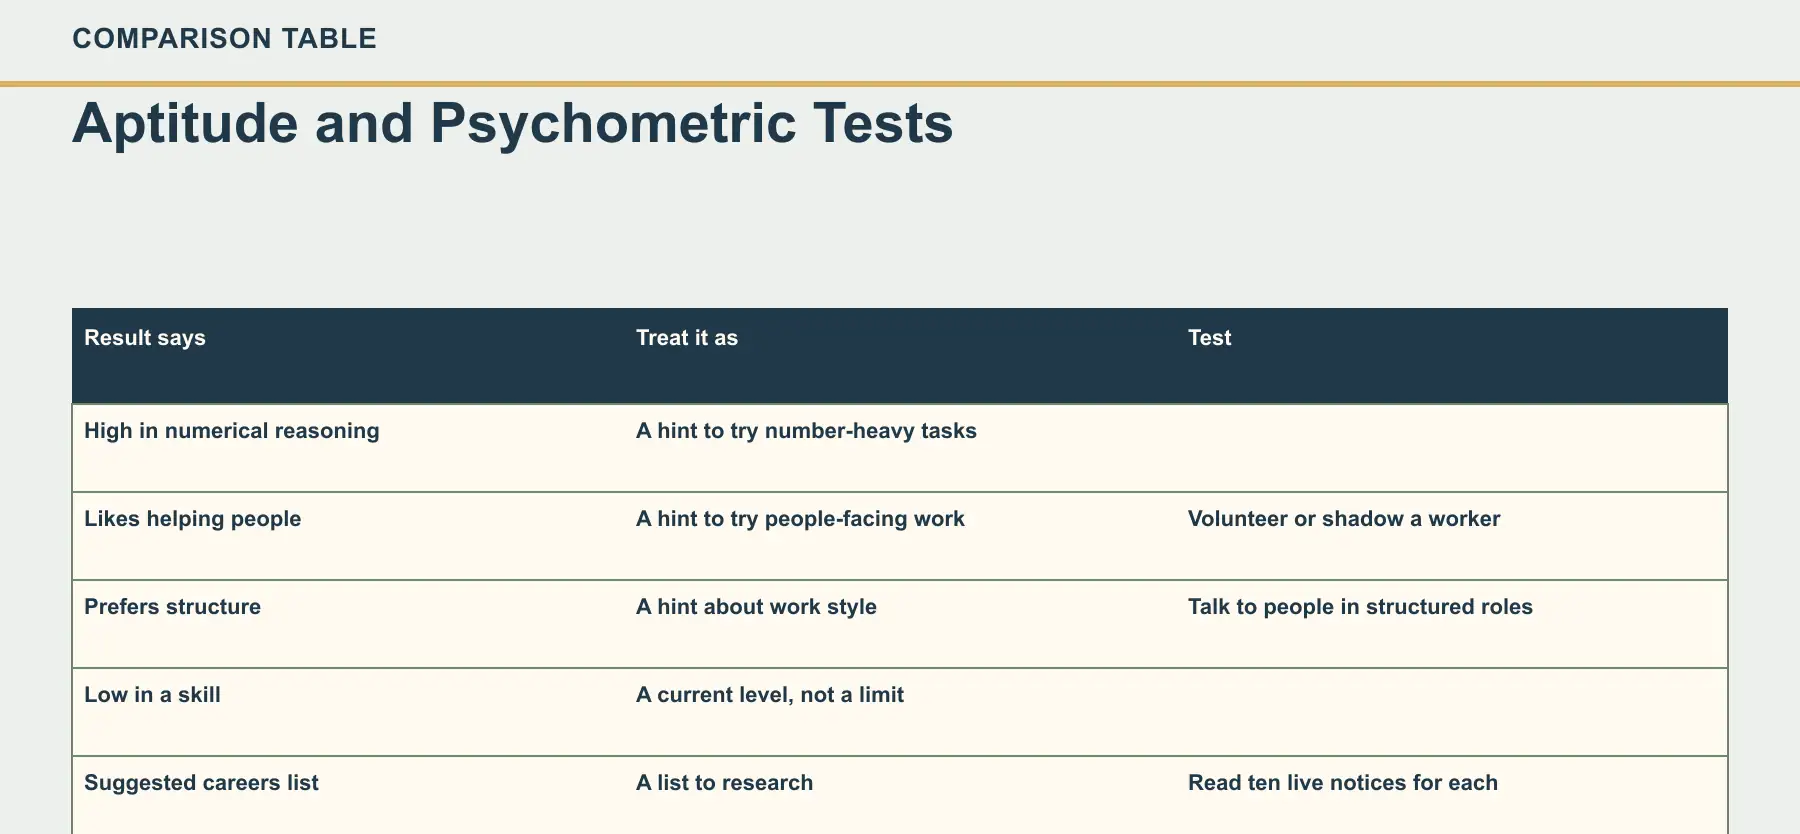 COMPARISON TABLE
Aptitude and Psychometric Tests
Result says Treat it as Test
High in numerical reasoning A hint to try number-heavy tasks
Likes helping people A hint to try people-facing work Volunteer or shadow a worker
Prefers structure A hint about work style Talk to people in structured roles
Low in a skill A current level, not a limit
Suggested careers list A list to research Read ten live notices for each